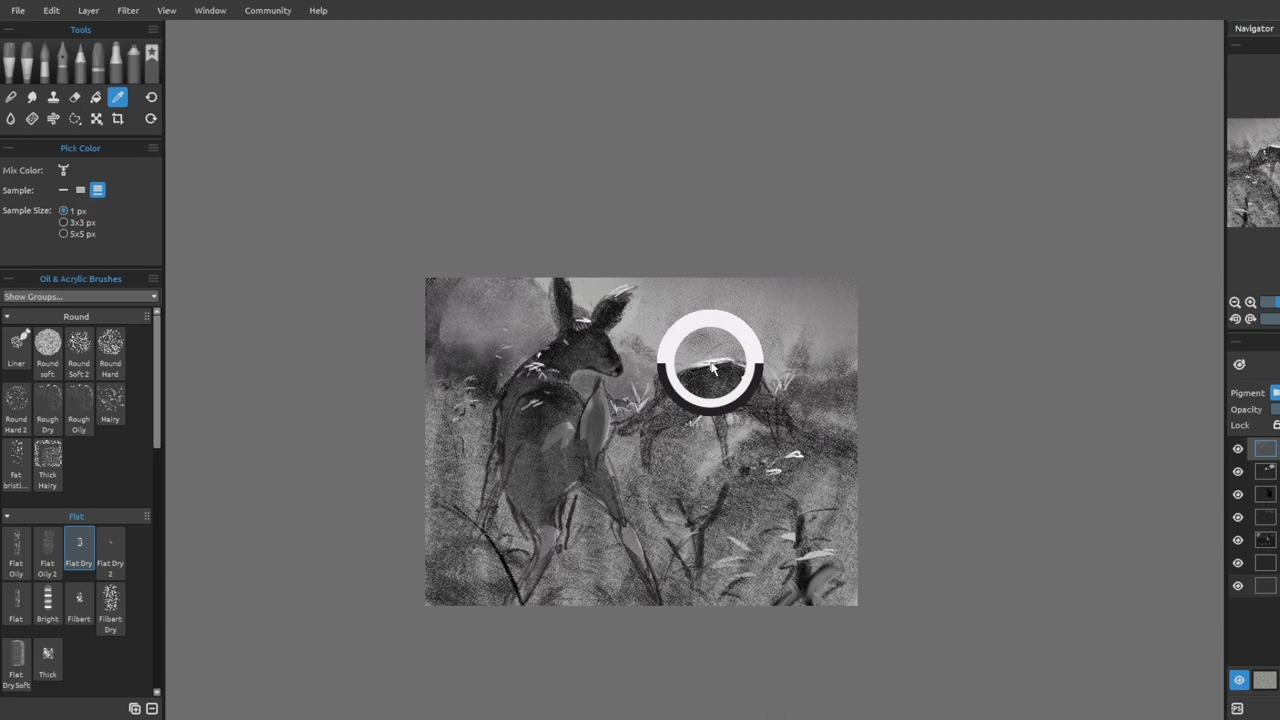 File Edit Layer Filter View Window Community Help
Tools
Navigator
Pick Color
Mix Color:
Sample:
Sample Size:
1 px
3x3 px
5x5 px
Oil & Acrylic Brushes
Show Groups...
Round
Liner
Round soft
Round Soft 2
Round Hard
Round Hard 2
Rough Dry
Rough Oily
Hairy
Fat bristl...
Thick Hairy
Flat
Flat Oily
Flat Oily 2
Flat Dry
Flat Dry 2
Flat
Bright
Filbert
Filbert Dry
Flat Dry Soft
Thick
Pigment
Opacity
Lock
PS